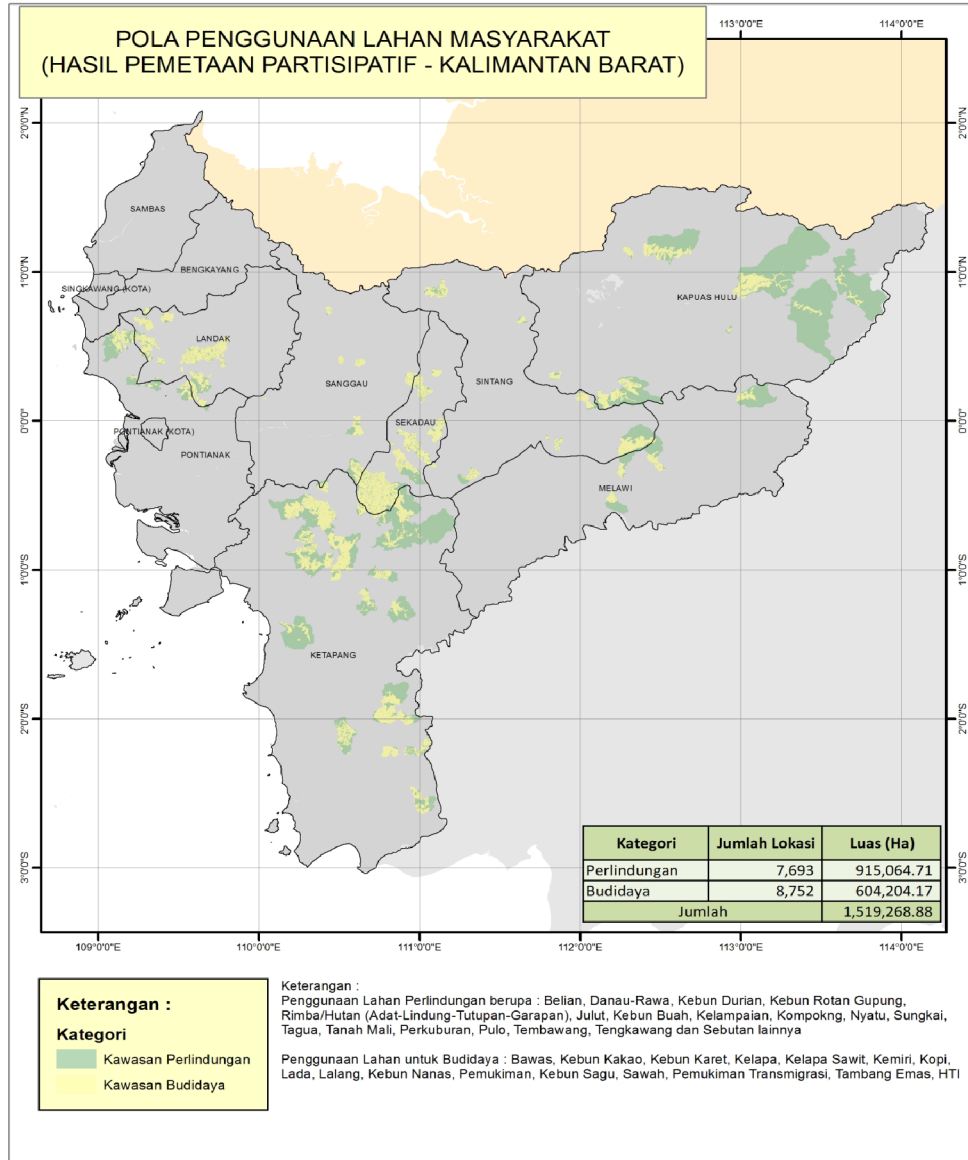 POLA PENGGUNAAN LAHAN MASYARAKAT
(HASIL PEMETAAN PARTISIPATIF - KALIMANTAN BARAT)
113°0'0"E
114°0'0"E
2°0'0"N
2°0'0"N
SAMBAS
BENGKAYANG
1°0'0"N
1°0'0"N
SINGKAWANG (KOTA)
KAPUAS HULU
LANDAK
SANGGAU
SINTANG
SEKADAU
0°0'0"
0°0'0"
PONTIANAK (KOTA)
PONTIANAK
MELAWI
1°0'0"S
1°0'0"S
KETAPANG
2°0'0"S
2°0'0"S
Kategori Jumlah Lokasi Luas (Ha)
Perlindungan 7,693 915,064.71
Budidaya 8,752 604,204.17
Jumlah 1,519,268.88
3°0'0"S
3°0'0"S
109°0'0"E
110°0'0"E
111°0'0"E
112°0'0"E
113°0'0"E
114°0'0"E
Keterangan :
Kategori
Kawasan Perlindungan
Kawasan Budidaya
Keterangan :
Penggunaan Lahan Perlindungan berupa : Belian, Danau-Rawa, Kebun Durian, Kebun Rotan Gupung,
Rimba/Hutan (Adat-Lindung-Tutupan-Garapan), Julut, Kebun Buah, Kelampaian, Kompokng, Nyatu, Sungkai,
Tagua, Tanah Mali, Perkuburan, Pulo, Tembawang, Tengkawang dan Sebutan lainnya
Penggunaan Lahan untuk Budidaya : Bawas, Kebun Kakao, Kebun Karet, Kelapa, Kelapa Sawit, Kemiri, Kopi,
Lada, Lalang, Kebun Nanas, Pemukiman, Kebun Sagu, Sawah, Pemukiman Transmigrasi, Tambang Emas, HTI